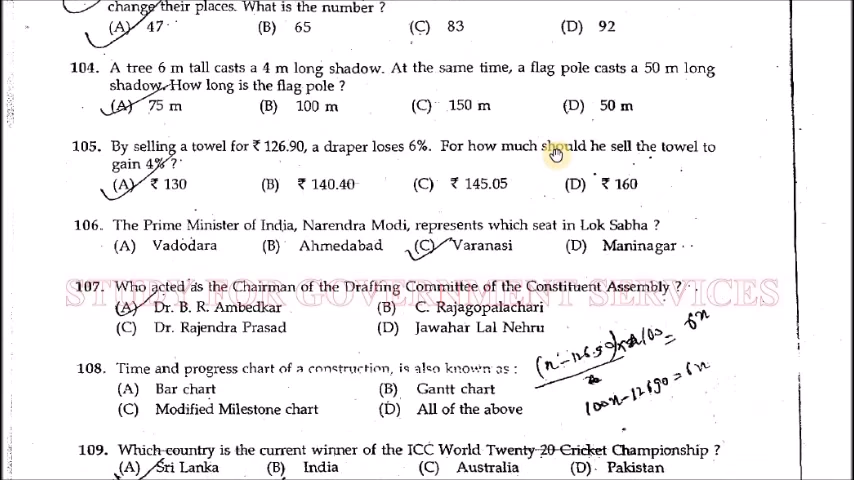 change their places. What is the number ?
(A) 47 (B) 65 (C) 83 (D) 92
104. A tree 6 m tall casts a 4 m long shadow. At the same time, a flag pole casts a 50 m long
shadow. How long is the flag pole ?
(A) 75 m (B) 100 m (C) 150 m (D) 50 m
105. By selling a towel for ₹ 126.90, a draper loses 6%. For how much should he sell the towel to
gain 4% ?
(A) ₹ 130 (B) ₹ 140.40 (C) ₹ 145.05 (D) ₹ 160
106. The Prime Minister of India, Narendra Modi, represents which seat in Lok Sabha ?
(A) Vadodara (B) Ahmedabad (C) Varanasi (D) Maninagar
STUDY FOR GOVERNMENT SERVICES
107. Who acted as the Chairman of the Drafting Committee of the Constituent Assembly ?
(A) Dr. B. R. Ambedkar (B) C. Rajagopalachari
(C) Dr. Rajendra Prasad (D) Jawahar Lal Nehru
108. Time and progress chart of a construction, is also known as :
(A) Bar chart (B) Gantt chart
(C) Modified Milestone chart (D) All of the above
100x - 12690 = 6x
109. Which country is the current winner of the ICC World Twenty 20 Cricket Championship ?
(A) Sri Lanka (B) India (C) Australia (D) Pakistan